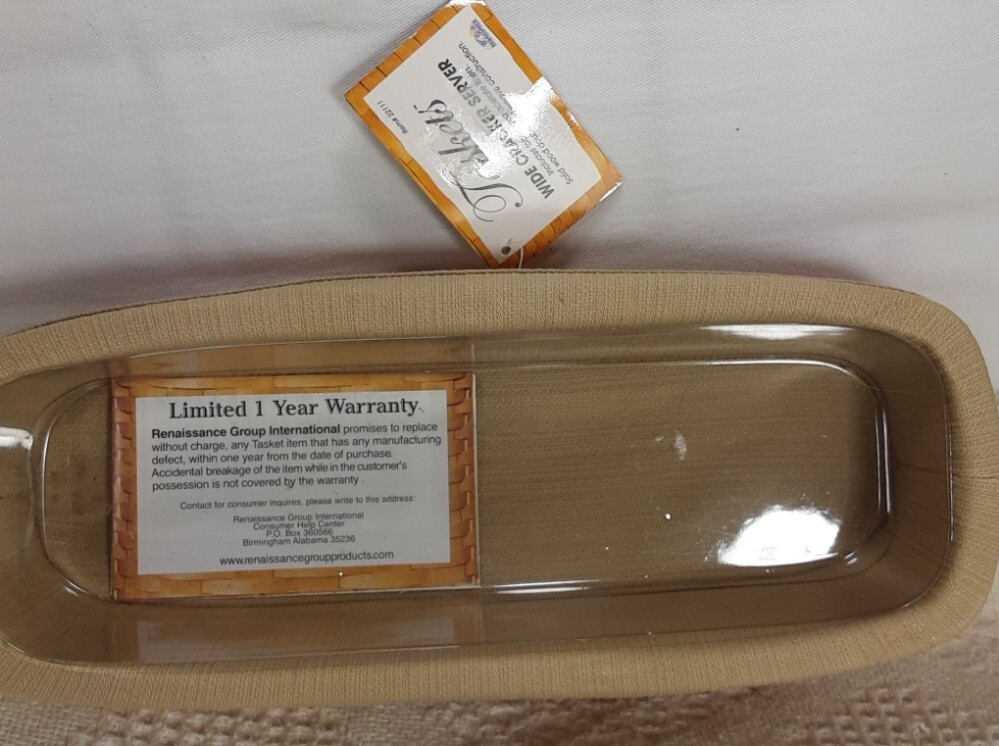 Taskets™
WIDE CRACKER SERVER
Item# 22111
Limited 1 Year Warranty.
Renaissance Group International promises to replace
without charge, any Tasket item that has any manufacturing
defect, within one year from the date of purchase.
Accidental breakage of the item while in the customer's
possession is not covered by the warranty .
Contact for consumer inquires, please write to this address:
Renaissance Group International
Consumer Help Center
P.O. Box 360566
Birmingham Alabama 35236
www.renaissancegroupproducts.com